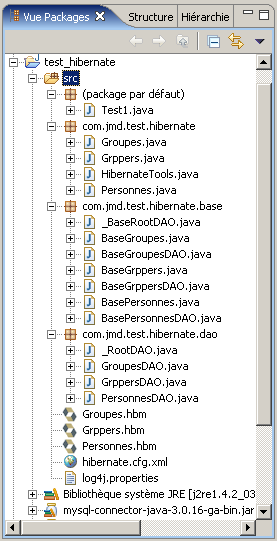 Vue Packages Structure Hiérarchie
test_hibernate
src
(package par défaut)
Test1.java
com.jmd.test.hibernate
Groupes.java
Grppers.java
HibernateTools.java
Personnes.java
com.jmd.test.hibernate.base
_BaseRootDAO.java
BaseGroupes.java
BaseGroupesDAO.java
BaseGrppers.java
BaseGrppersDAO.java
BasePersonnes.java
BasePersonnesDAO.java
com.jmd.test.hibernate.dao
_RootDAO.java
GroupesDAO.java
GrppersDAO.java
PersonnesDAO.java
Groupes.hbm
Grppers.hbm
Personnes.hbm
hibernate.cfg.xml
log4j.properties
Bibliothèque système JRE [j2re1.4.2_03
mysql-connector-java-3.0.16-ga-bin.jar